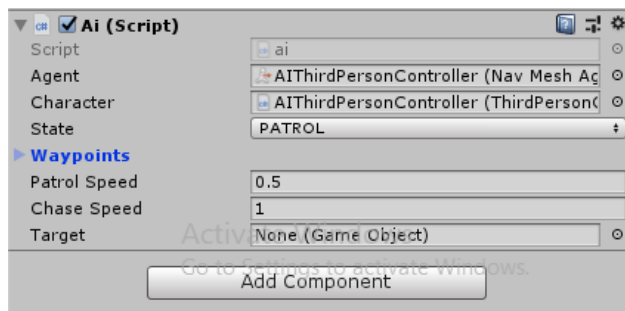 Ai (Script)
Script ai
Agent AIThirdPersonController (Nav Mesh Ag
Character AIThirdPersonController (ThirdPerson
State PATROL
Waypoints
Patrol Speed 0.5
Chase Speed 1
Target None (Game Object)
Activate Windows
Go to Settings to activate Windows.
Add Component